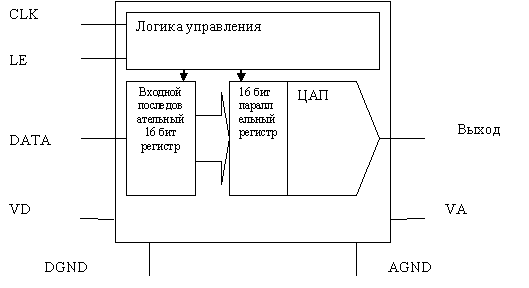 CLK
Логика управления
LE
Входной
последов
ательный
16 бит
регистр
16 бит
паралл
ельный
регистр
ЦАП
DATA
Выход
VD
VA
DGND
AGND